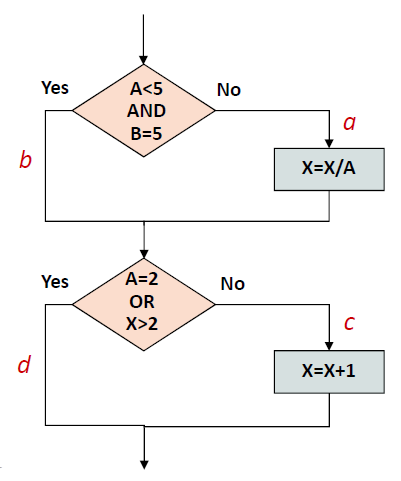 Yes
A<5
AND
B=5
No
a
b
X=X/A
Yes
A=2
OR
X>2
No
c
d
X=X+1